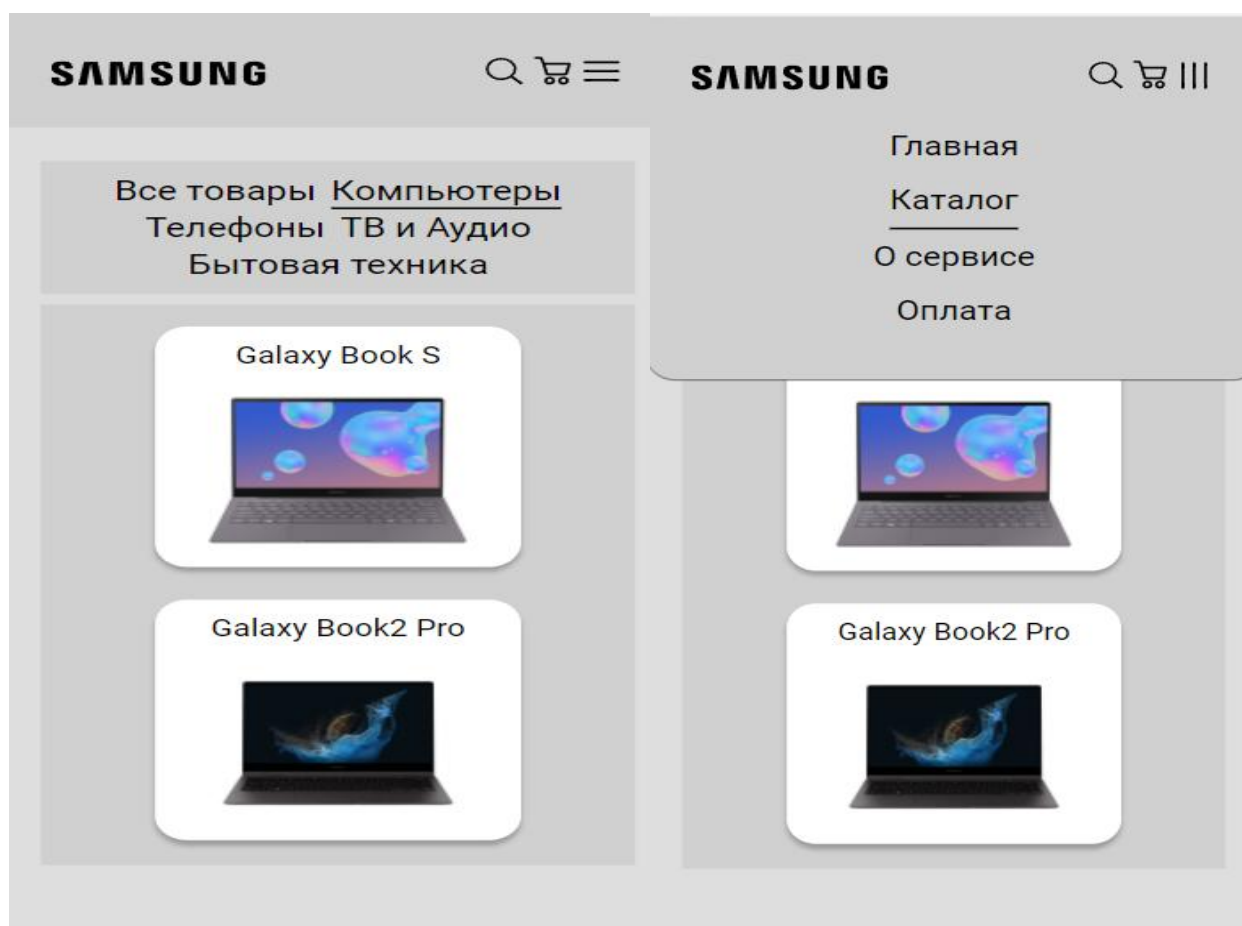 SAMSUNG
Все товары Компьютеры
Телефоны ТВ и Аудио
Бытовая техника
Galaxy Book S
Galaxy Book2 Pro
SAMSUNG
Главная
Каталог
О сервисе
Оплата
Galaxy Book2 Pro